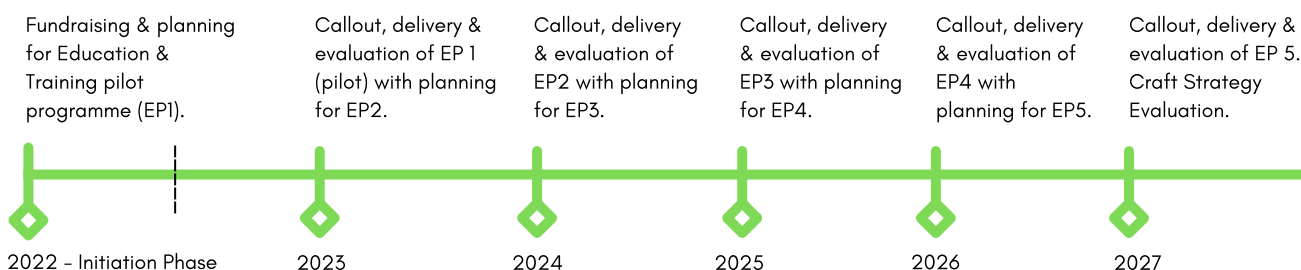 Fundraising & planning
for Education &
Training pilot
programme (EP1).
Callout, delivery &
evaluation of EP 1
(pilot) with planning
for EP2.
Callout, delivery
& evaluation of
EP2 with planning
for EP3.
Callout, delivery
& evaluation of
EP3 with planning
for EP4.
Callout, delivery
& evaluation of
EP4 with
planning for EP5.
Callout, delivery &
evaluation of EP 5.
Craft Strategy
Evaluation.
2022 - Initiation Phase
2023
2024
2025
2026
2027